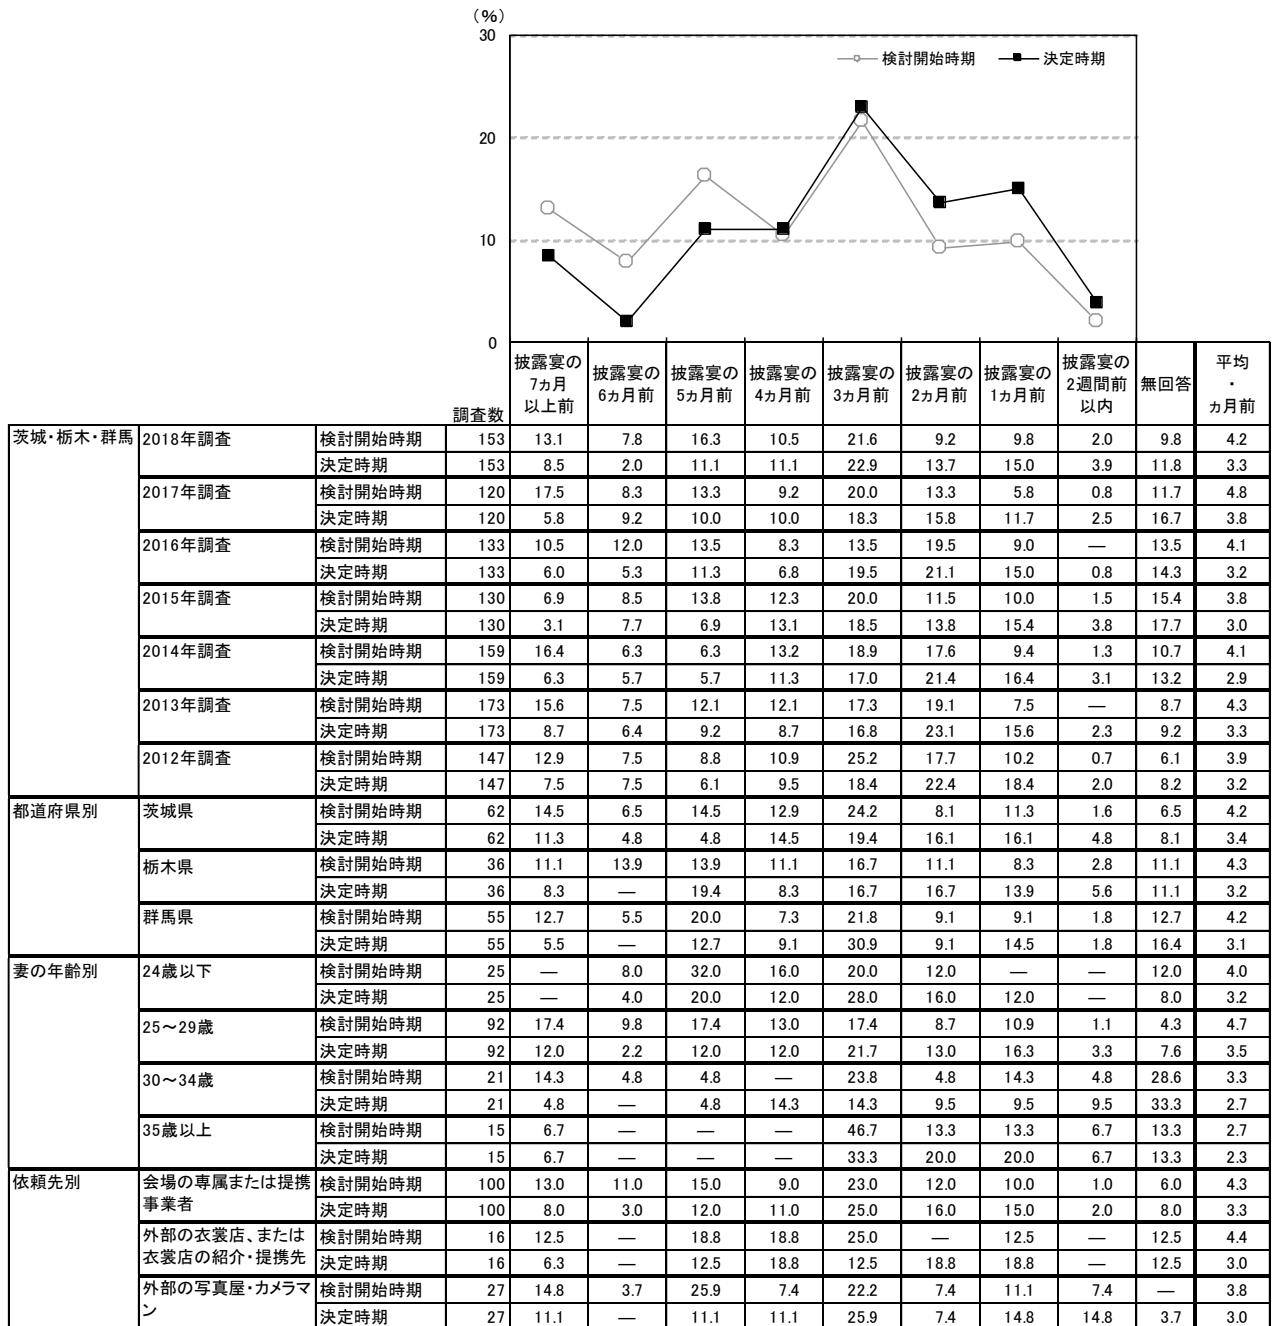 （％）
30
20
10
0
検討開始時期 決定時期
調査数 披露宴の7ヵ月以上前 披露宴の6ヵ月前 披露宴の5ヵ月前 披露宴の4ヵ月前 披露宴の3ヵ月前 披露宴の2ヵ月前 披露宴の1ヵ月前 披露宴の2週間前以内 無回答 平均・ヵ月前
茨城・栃木・群馬 2018年調査 検討開始時期 153 13.1 7.8 16.3 10.5 21.6 9.2 9.8 2.0 9.8 4.2
決定時期 153 8.5 2.0 11.1 11.1 22.9 13.7 15.0 3.9 11.8 3.3
2017年調査 検討開始時期 120 17.5 8.3 13.3 9.2 20.0 13.3 5.8 0.8 11.7 4.8
決定時期 120 5.8 9.2 10.0 10.0 18.3 15.8 11.7 2.5 16.7 3.8
2016年調査 検討開始時期 133 10.5 12.0 13.5 8.3 13.5 19.5 9.0 ― 13.5 4.1
決定時期 133 6.0 5.3 11.3 6.8 19.5 21.1 15.0 0.8 14.3 3.2
2015年調査 検討開始時期 130 6.9 8.5 13.8 12.3 20.0 11.5 10.0 1.5 15.4 3.8
決定時期 130 3.1 7.7 6.9 13.1 18.5 13.8 15.4 3.8 17.7 3.0
2014年調査 検討開始時期 159 16.4 6.3 6.3 13.2 18.9 17.6 9.4 1.3 10.7 4.1
決定時期 159 6.3 5.7 5.7 11.3 17.0 21.4 16.4 3.1 13.2 2.9
2013年調査 検討開始時期 173 15.6 7.5 12.1 12.1 17.3 19.1 7.5 ― 8.7 4.3
決定時期 173 8.7 6.4 9.2 8.7 16.8 23.1 15.6 2.3 9.2 3.3
2012年調査 検討開始時期 147 12.9 7.5 8.8 10.9 25.2 17.7 10.2 0.7 6.1 3.9
決定時期 147 7.5 7.5 6.1 9.5 18.4 22.4 18.4 2.0 8.2 3.2
都道府県別 茨城県 検討開始時期 62 14.5 6.5 14.5 12.9 24.2 8.1 11.3 1.6 6.5 4.2
決定時期 62 11.3 4.8 4.8 14.5 19.4 16.1 16.1 4.8 8.1 3.4
栃木県 検討開始時期 36 11.1 13.9 13.9 11.1 16.7 11.1 8.3 2.8 11.1 4.3
決定時期 36 8.3 ― 19.4 8.3 16.7 16.7 13.9 5.6 11.1 3.2
群馬県 検討開始時期 55 12.7 5.5 20.0 7.3 21.8 9.1 9.1 1.8 12.7 4.2
決定時期 55 5.5 ― 12.7 9.1 30.9 9.1 14.5 1.8 16.4 3.1
妻の年齢別 24歳以下 検討開始時期 25 ― 8.0 32.0 16.0 20.0 12.0 ― ― 12.0 4.0
決定時期 25 ― 4.0 20.0 12.0 28.0 16.0 12.0 ― 8.0 3.2
25～29歳 検討開始時期 92 17.4 9.8 17.4 13.0 17.4 8.7 10.9 1.1 4.3 4.7
決定時期 92 12.0 2.2 12.0 12.0 21.7 13.0 16.3 3.3 7.6 3.5
30～34歳 検討開始時期 21 14.3 4.8 4.8 ― 23.8 4.8 14.3 4.8 28.6 3.3
決定時期 21 4.8 ― 4.8 14.3 14.3 9.5 9.5 9.5 33.3 2.7
35歳以上 検討開始時期 15 6.7 ― ― ― 46.7 13.3 13.3 6.7 13.3 2.7
決定時期 15 6.7 ― ― ― 33.3 20.0 20.0 6.7 13.3 2.3
依頼先別 会場の専属または提携事業者 検討開始時期 100 13.0 11.0 15.0 9.0 23.0 12.0 10.0 1.0 6.0 4.3
決定時期 100 8.0 3.0 12.0 11.0 25.0 16.0 15.0 2.0 8.0 3.3
外部の衣裳店、または衣裳店の紹介・提携先 検討開始時期 16 12.5 ― 18.8 18.8 25.0 ― 12.5 ― 12.5 4.4
決定時期 16 6.3 ― 12.5 18.8 12.5 18.8 18.8 ― 12.5 3.0
外部の写真屋・カメラマン 検討開始時期 27 14.8 3.7 25.9 7.4 22.2 7.4 11.1 7.4 ― 3.8
決定時期 27 11.1 ― 11.1 11.1 25.9 7.4 14.8 14.8 3.7 3.0